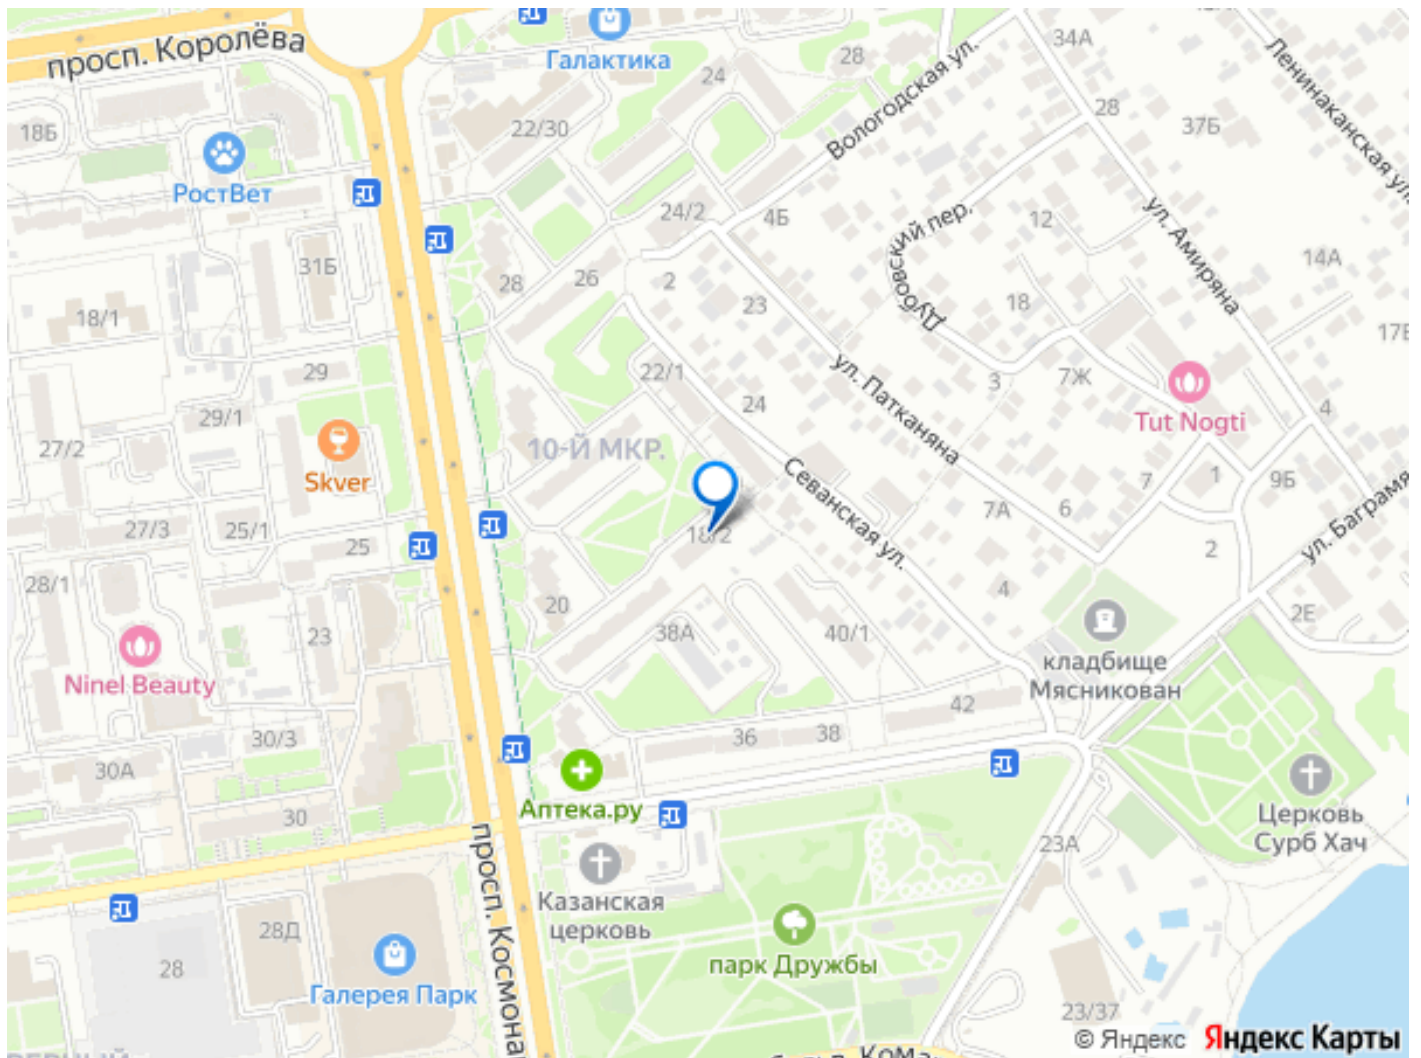 просп. Королёва
Галактика
24
28
34А
Ленинаканская ул.
18Б
22/30
Вологодская ул.
28
37Б
РостВет
24/2
4Б
Дубовский пер.
12
ул. Амиряна
31Б
28
26
2
23
18
14А
18/1
17Б
29
22/1
ул. Патканяна
3
7Ж
Tut Nogti
29/1
24
4
27/2
Skver
10-Й МКР.
Севанская ул.
7
1
9Б
27/3
25/1
25
18/2
7А
6
2
ул. Баграмя
28/1
20
4
2Е
23
38А
40/1
кладбище
Мясникован
Ninel Beauty
30/3
36
38
42
30А
Аптека.ру
Церковь
Сурб Хач
30
просп. Космона
23А
Казанская
церковь
28Д
28
парк Дружбы
Галерея Парк
23/37
© Яндекс Яндекс Карты